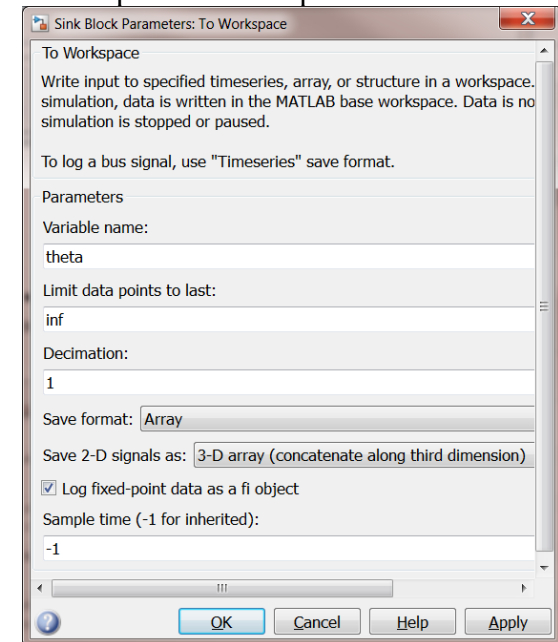 Sink Block Parameters: To Workspace
To Workspace
Write input to specified timeseries, array, or structure in a workspace.
simulation, data is written in the MATLAB base workspace. Data is no
simulation is stopped or paused.
To log a bus signal, use "Timeseries" save format.
Parameters
Variable name:
theta
Limit data points to last:
inf
Decimation:
1
Save format: Array
Save 2-D signals as: 3-D array (concatenate along third dimension)
Log fixed-point data as a fi object
Sample time (-1 for inherited):
-1
OK Cancel Help Apply